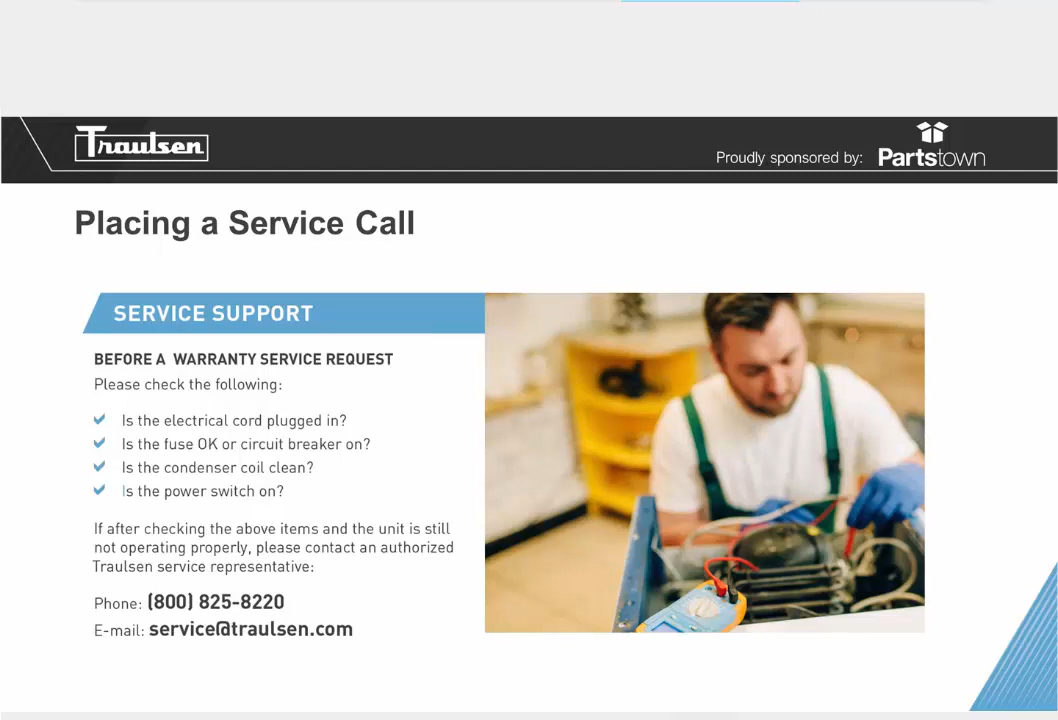 Traulsen
Proudly sponsored by: Partstown
Placing a Service Call
SERVICE SUPPORT
BEFORE A WARRANTY SERVICE REQUEST
Please check the following:
Is the electrical cord plugged in?
Is the fuse OK or circuit breaker on?
Is the condenser coil clean?
Is the power switch on?
If after checking the above items and the unit is still
not operating properly, please contact an authorized
Traulsen service representative:
Phone: (800) 825-8220
E-mail: service@traulsen.com